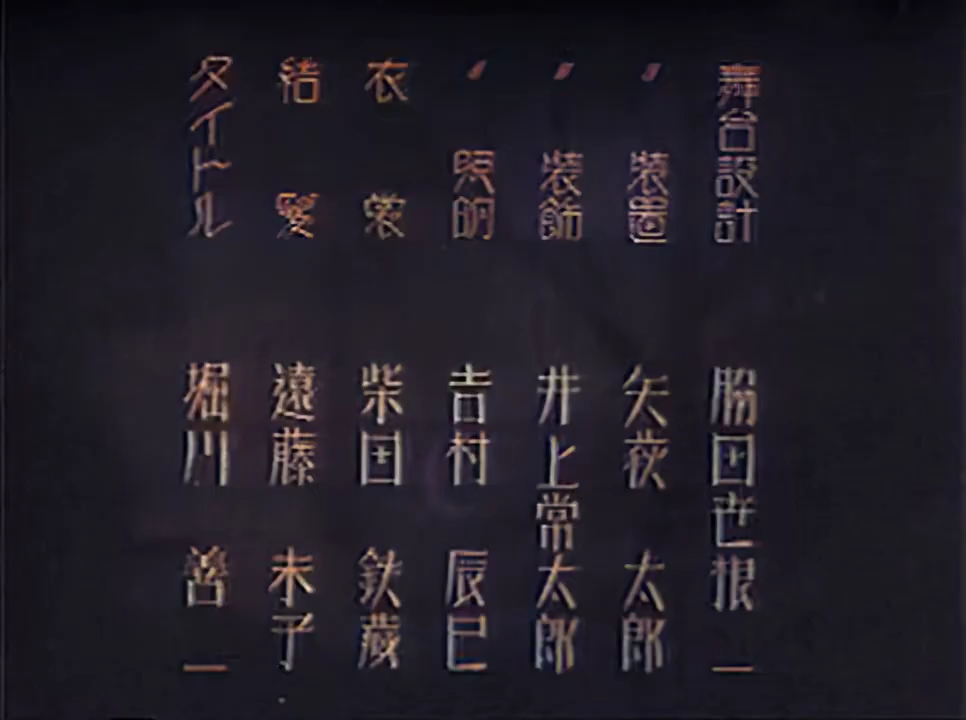 舞台設計 脇田世根一
〃 装置 矢荻 太郎
〃 装飾 井上常太郎
〃 照明 吉村 辰巳
衣裳 柴田 鉄蔵
結髪 遠藤 末子
タイトル 堀川 善一